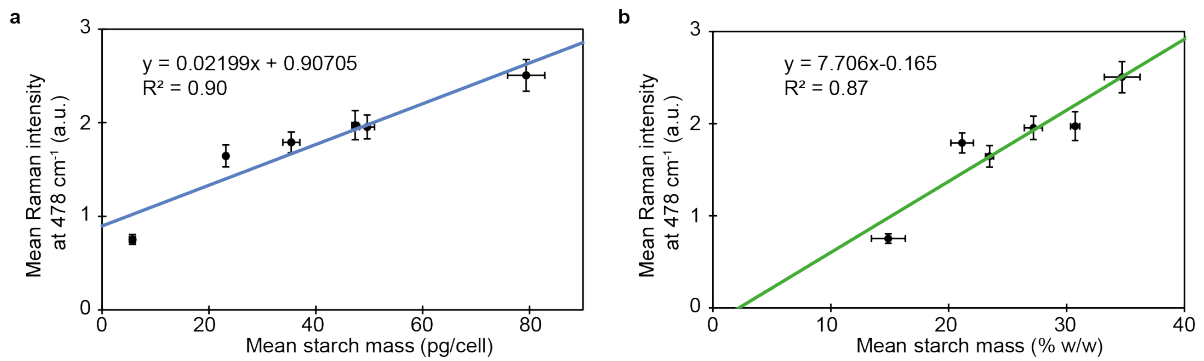 a
y = 0.02199x + 0.90705
R² = 0.90
Mean Raman intensity
at 478 cm⁻¹ (a.u.)
3
2
1
0
0 20 40 60 80
Mean starch mass (pg/cell)
b
y = 7.706x-0.165
R² = 0.87
Mean Raman intensity
at 478 cm⁻¹ (a.u.)
3
2
1
0
0 10 20 30 40
Mean starch mass (% w/w)